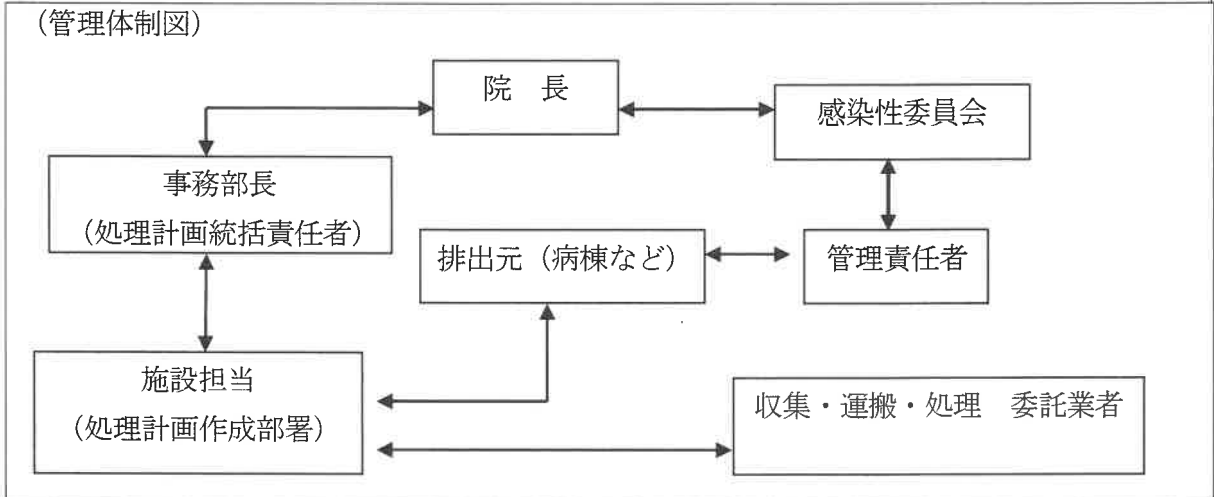 （管理体制図）
院　長
感染性委員会
事務部長
（処理計画統括責任者）
排出元（病棟など）
管理責任者
施設担当
（処理計画作成部署）
収集・運搬・処理　委託業者